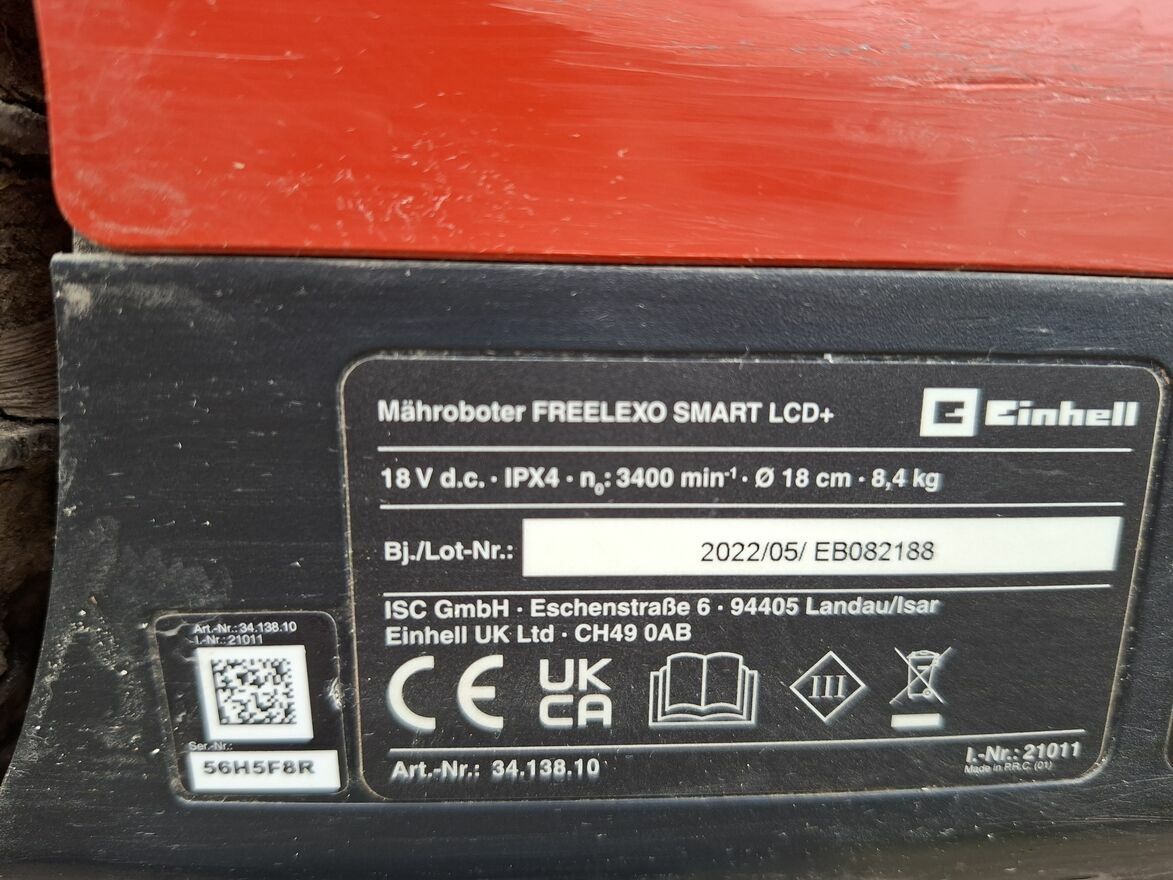 Mähroboter FREELEXO SMART LCD+
Einhell
18 V d.c. · IPX4 · n₀: 3400 min⁻¹ · Ø 18 cm · 8,4 kg
Bj./Lot-Nr.: 2022/05/ EB082188
ISC GmbH · Eschenstraße 6 · 94405 Landau/Isar
Einhell UK Ltd · CH49 0AB
CE
UK
CA
III
Art.-Nr.: 34.138.10
I.-Nr.: 21011
Made in P.R.C. (01)
Art.-Nr.: 34.138.10
I.-Nr.: 21011
Ser.-Nr.:
56H5F8R